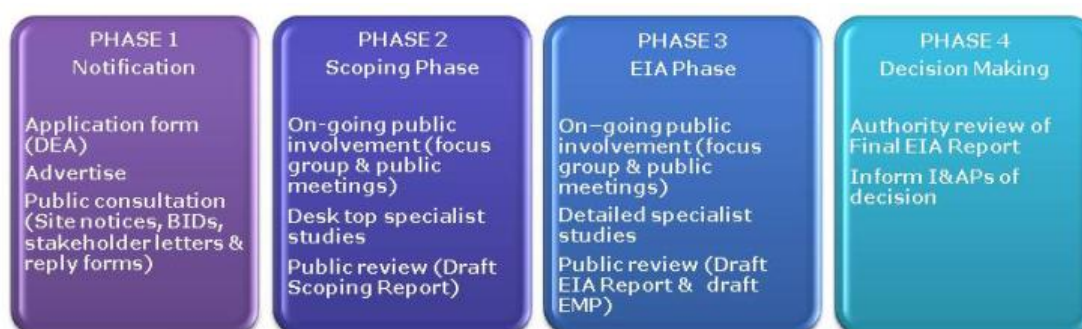 PHASE 1
Notification
Application form
(DEA)
Advertise
Public consultation
(Site notices, BIDs,
stakeholder letters &
reply forms)
PHASE 2
Scoping Phase
On-going public
involvement (focus
group & public
meetings)
Desk top specialist
studies
Public review (Draft
Scoping Report)
PHASE 3
EIA Phase
On–going public
involvement (focus
group & public
meetings)
Detailed specialist
studies
Public review (Draft
EIA Report & draft
EMP)
PHASE 4
Decision Making
Authority review of
Final EIA Report
Inform I&APs of
decision